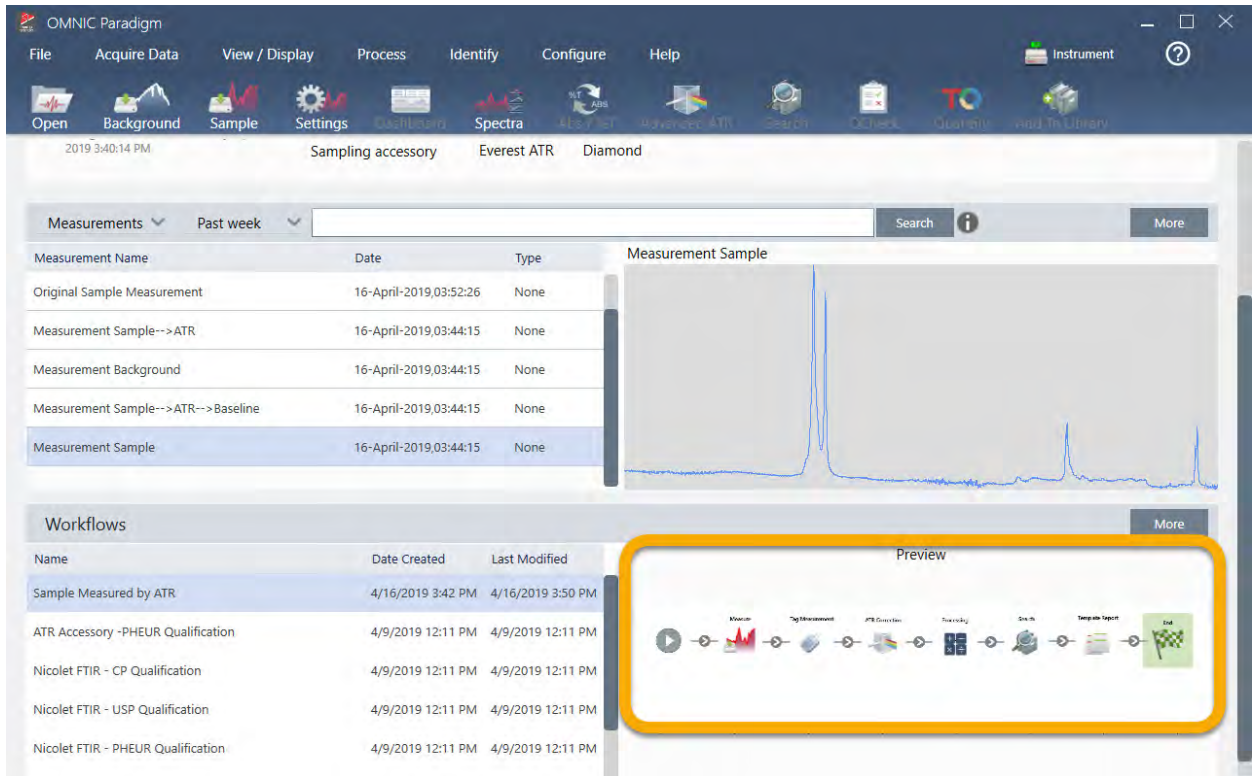 OMNIC Paradigm
File Acquire Data View / Display Process Identify Configure Help Instrument
Open Background Sample Settings Dashboard Spectra %T ABS Abs / %T Advanced ATR Search QCheck TQ Quantify Add To Library
2019 3:40:14 PM Sampling accessory Everest ATR Diamond
Measurements Past week Search More
Measurement Name Date Type Measurement Sample
Original Sample Measurement 16-April-2019,03:52:26 None
Measurement Sample-->ATR 16-April-2019,03:44:15 None
Measurement Background 16-April-2019,03:44:15 None
Measurement Sample-->ATR-->Baseline 16-April-2019,03:44:15 None
Measurement Sample 16-April-2019,03:44:15 None
Workflows More
Name Date Created Last Modified Preview
Sample Measured by ATR 4/16/2019 3:42 PM 4/16/2019 3:50 PM
Measure Tag Measurement ATR Correction Processing Search Template Report End
ATR Accessory -PHEUR Qualification 4/9/2019 12:11 PM 4/9/2019 12:11 PM
Nicolet FTIR - CP Qualification 4/9/2019 12:11 PM 4/9/2019 12:11 PM
Nicolet FTIR - USP Qualification 4/9/2019 12:11 PM 4/9/2019 12:11 PM
Nicolet FTIR - PHEUR Qualification 4/9/2019 12:11 PM 4/9/2019 12:11 PM